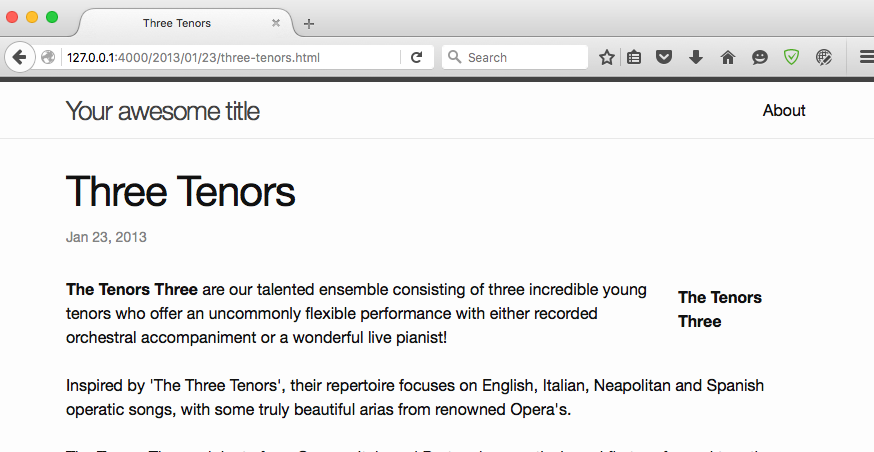 Three Tenors
127.0.0.1:4000/2013/01/23/three-tenors.html
Search
Your awesome title
About
Three Tenors
Jan 23, 2013
The Tenors Three are our talented ensemble consisting of three incredible young
tenors who offer an uncommonly flexible performance with either recorded
orchestral accompaniment or a wonderful live pianist!
The Tenors
Three
Inspired by 'The Three Tenors', their repertoire focuses on English, Italian, Neapolitan and Spanish
operatic songs, with some truly beautiful arias from renowned Opera's.